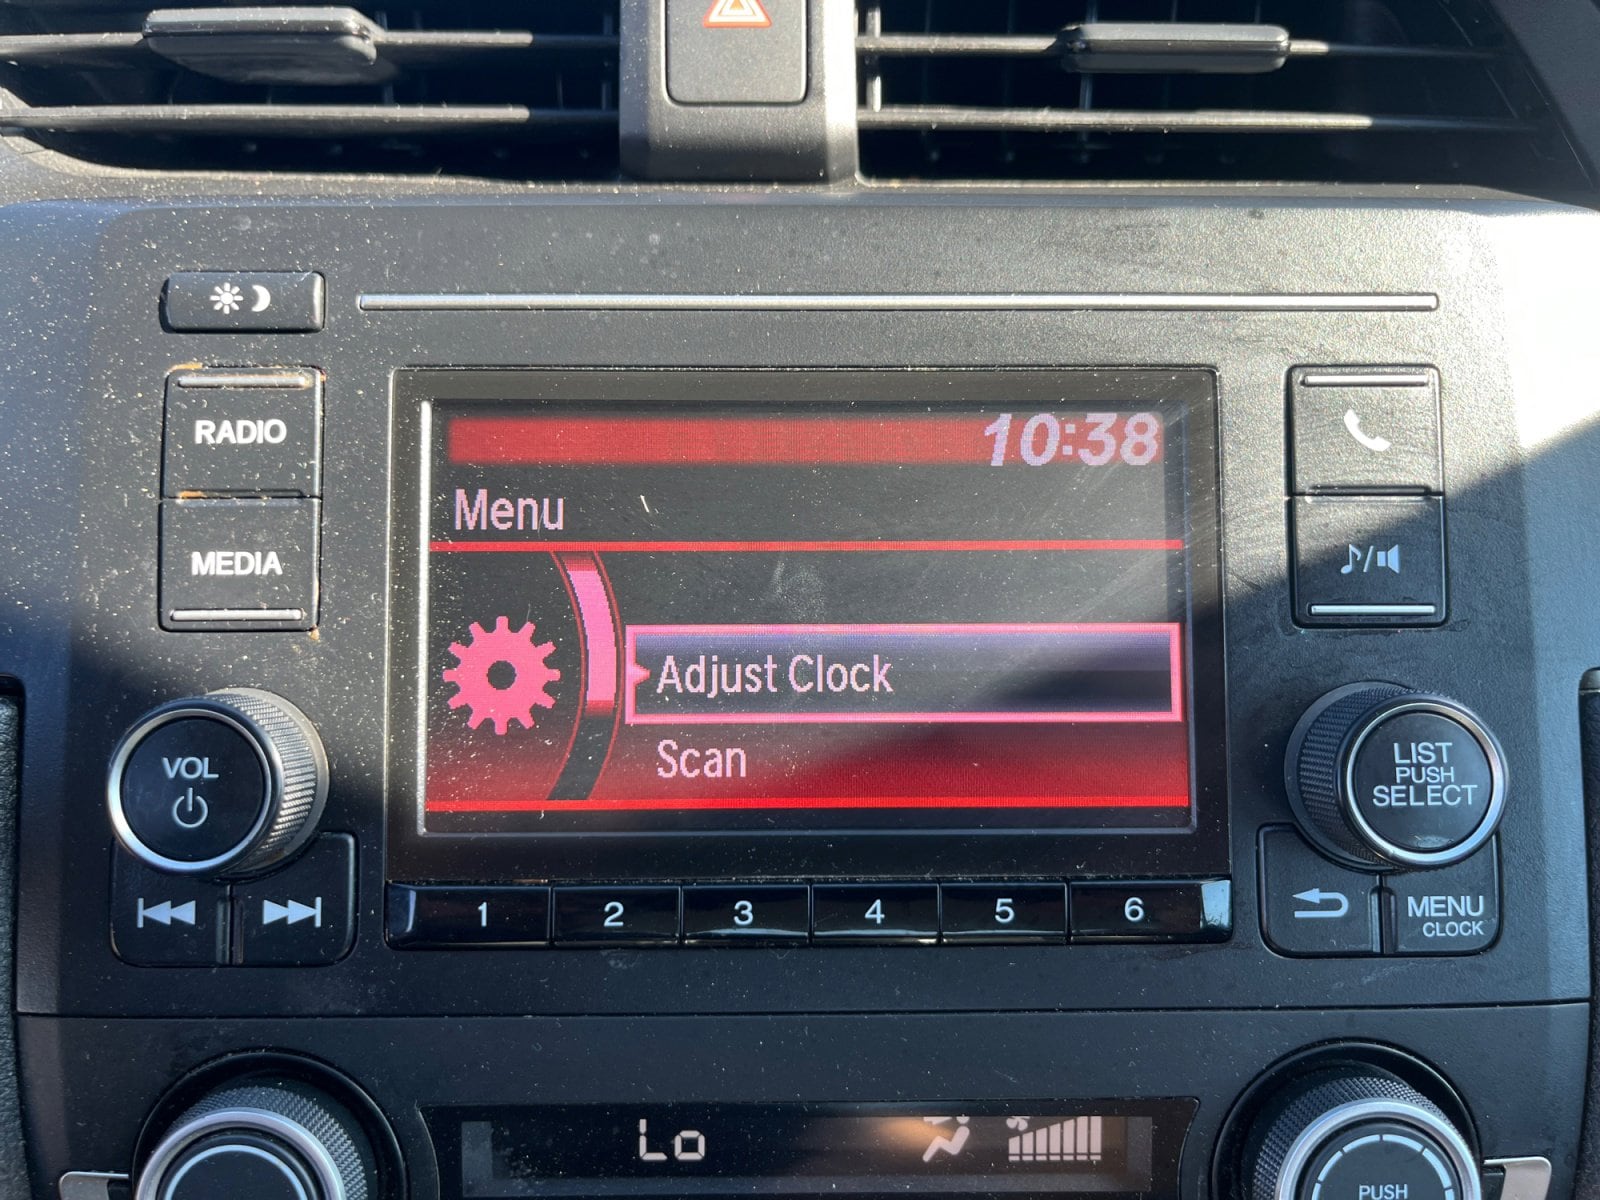 10:38
RADIO
Menu
MEDIA
Adjust Clock
Scan
VOL
LIST
PUSH
SELECT
1 2 3 4 5 6
MENU
CLOCK
Lo
PUSH